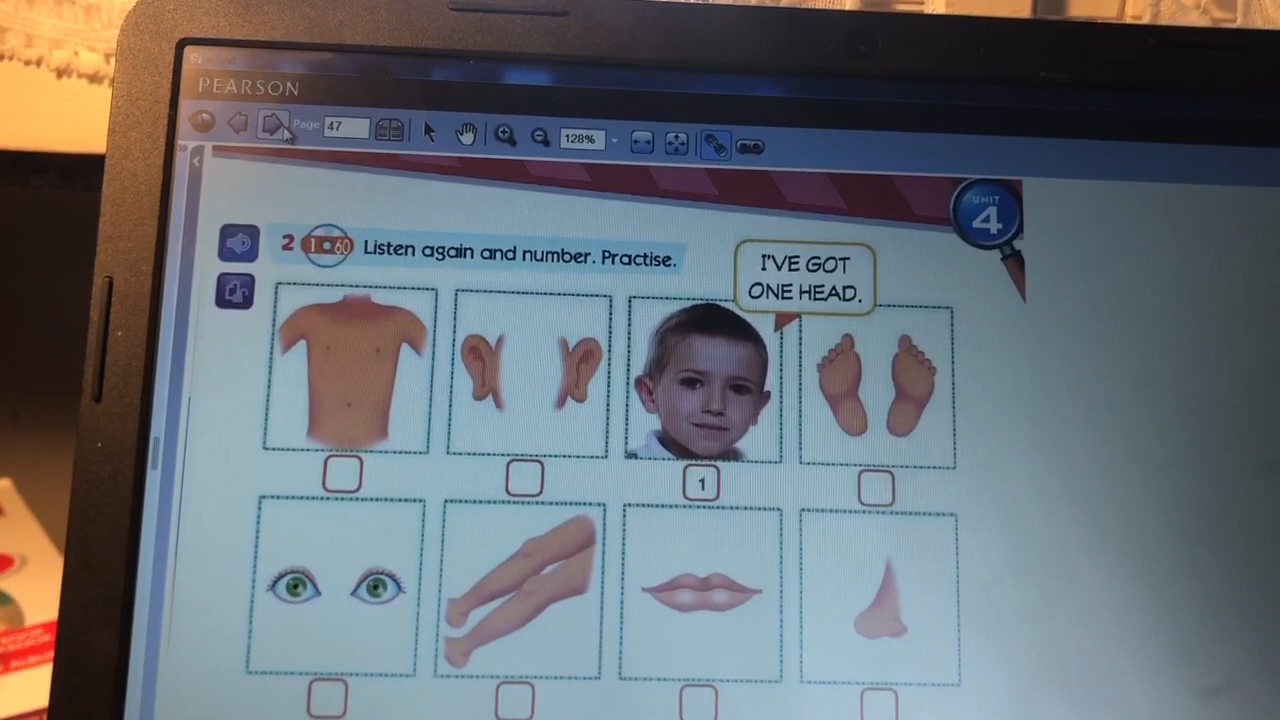 PEARSON
Page 47
128%
UNIT
4
2 1 60 Listen again and number. Practise.
I'VE GOT
ONE HEAD.
1